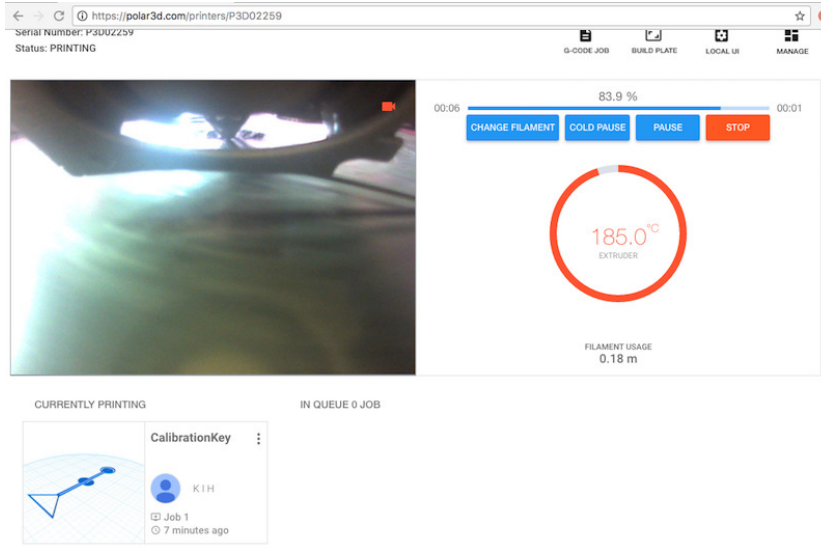 https://polar3d.com/printers/P3D02259
Serial Number: P3D02259
Status: PRINTING
G-CODE JOB
BUILD PLATE
LOCAL UI
MANAGE
83.9 %
00:06
00:01
CHANGE FILAMENT
COLD PAUSE
PAUSE
STOP
185.0°C
EXTRUDER
FILAMENT USAGE
0.18 m
CURRENTLY PRINTING
IN QUEUE 0 JOB
CalibrationKey
K I H
Job 1
7 minutes ago